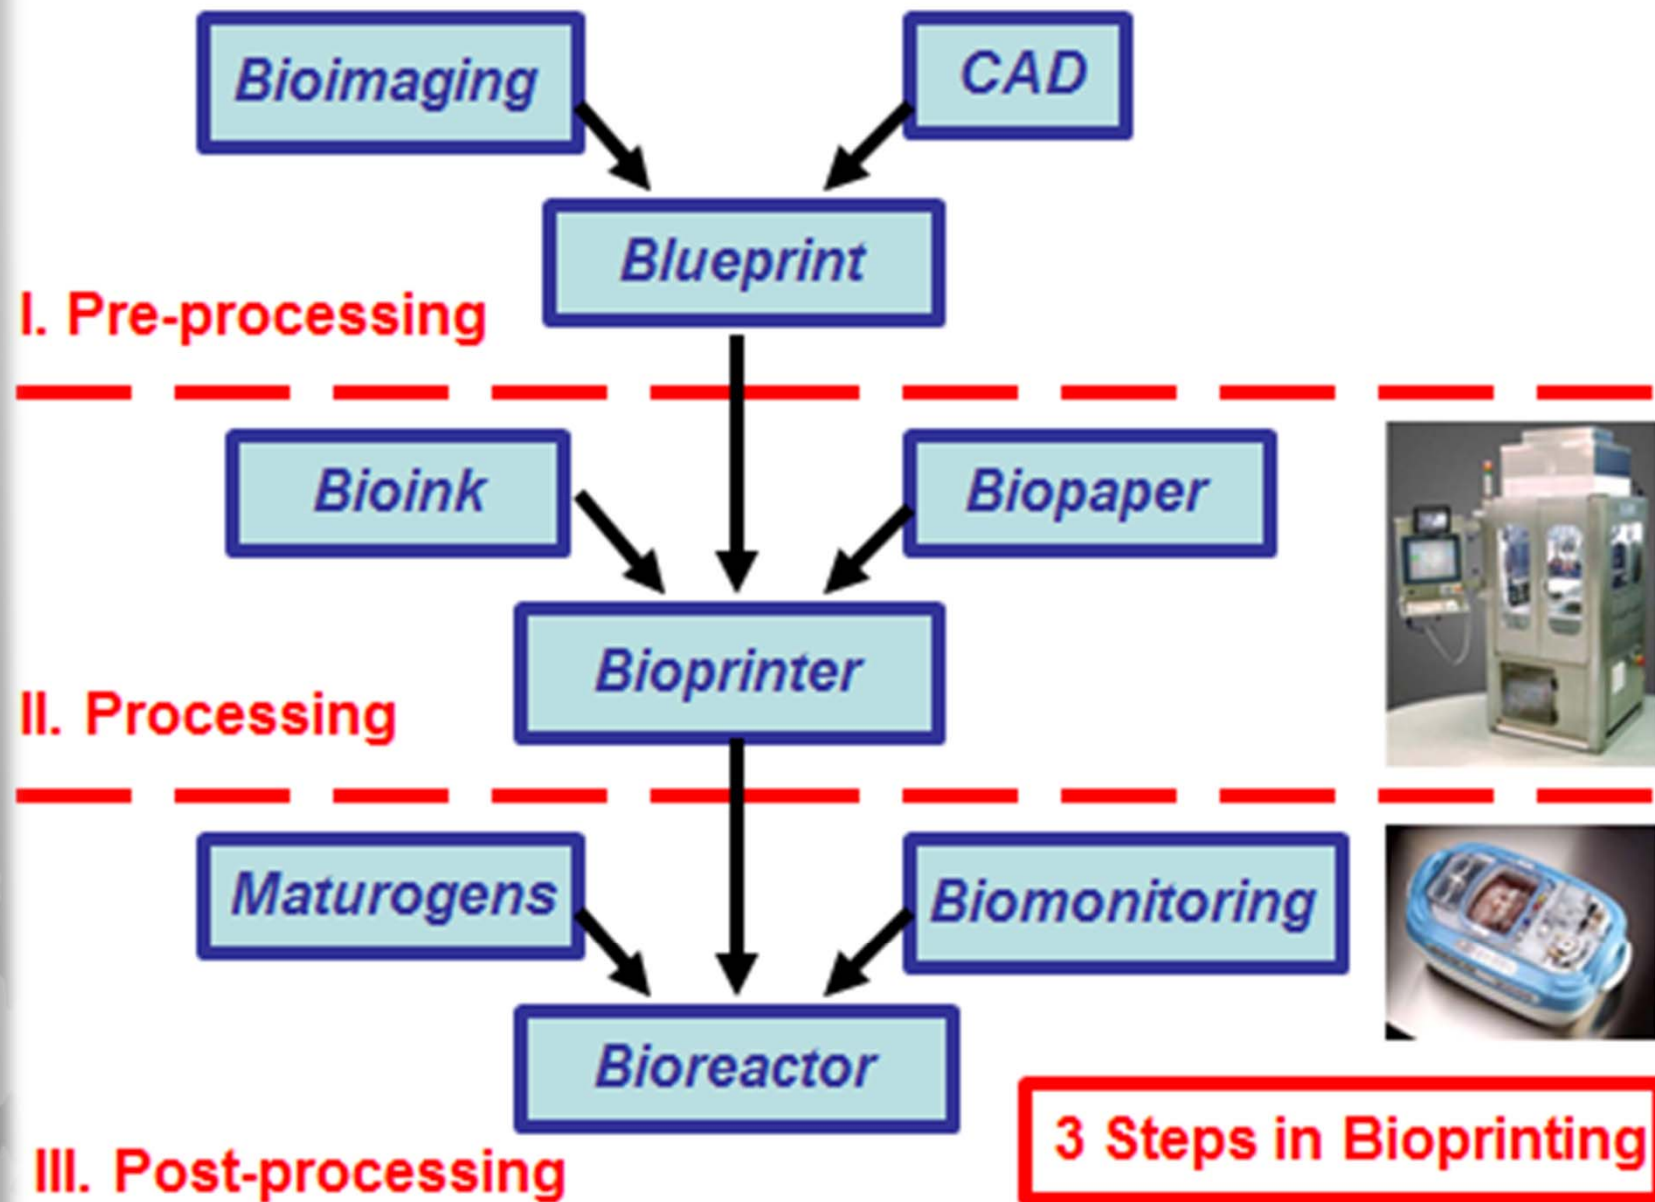 Bioimaging
CAD
Blueprint
I. Pre-processing
Bioink
Biopaper
Bioprinter
II. Processing
Maturogens
Biomonitoring
Bioreactor
3 Steps in Bioprinting
III. Post-processing